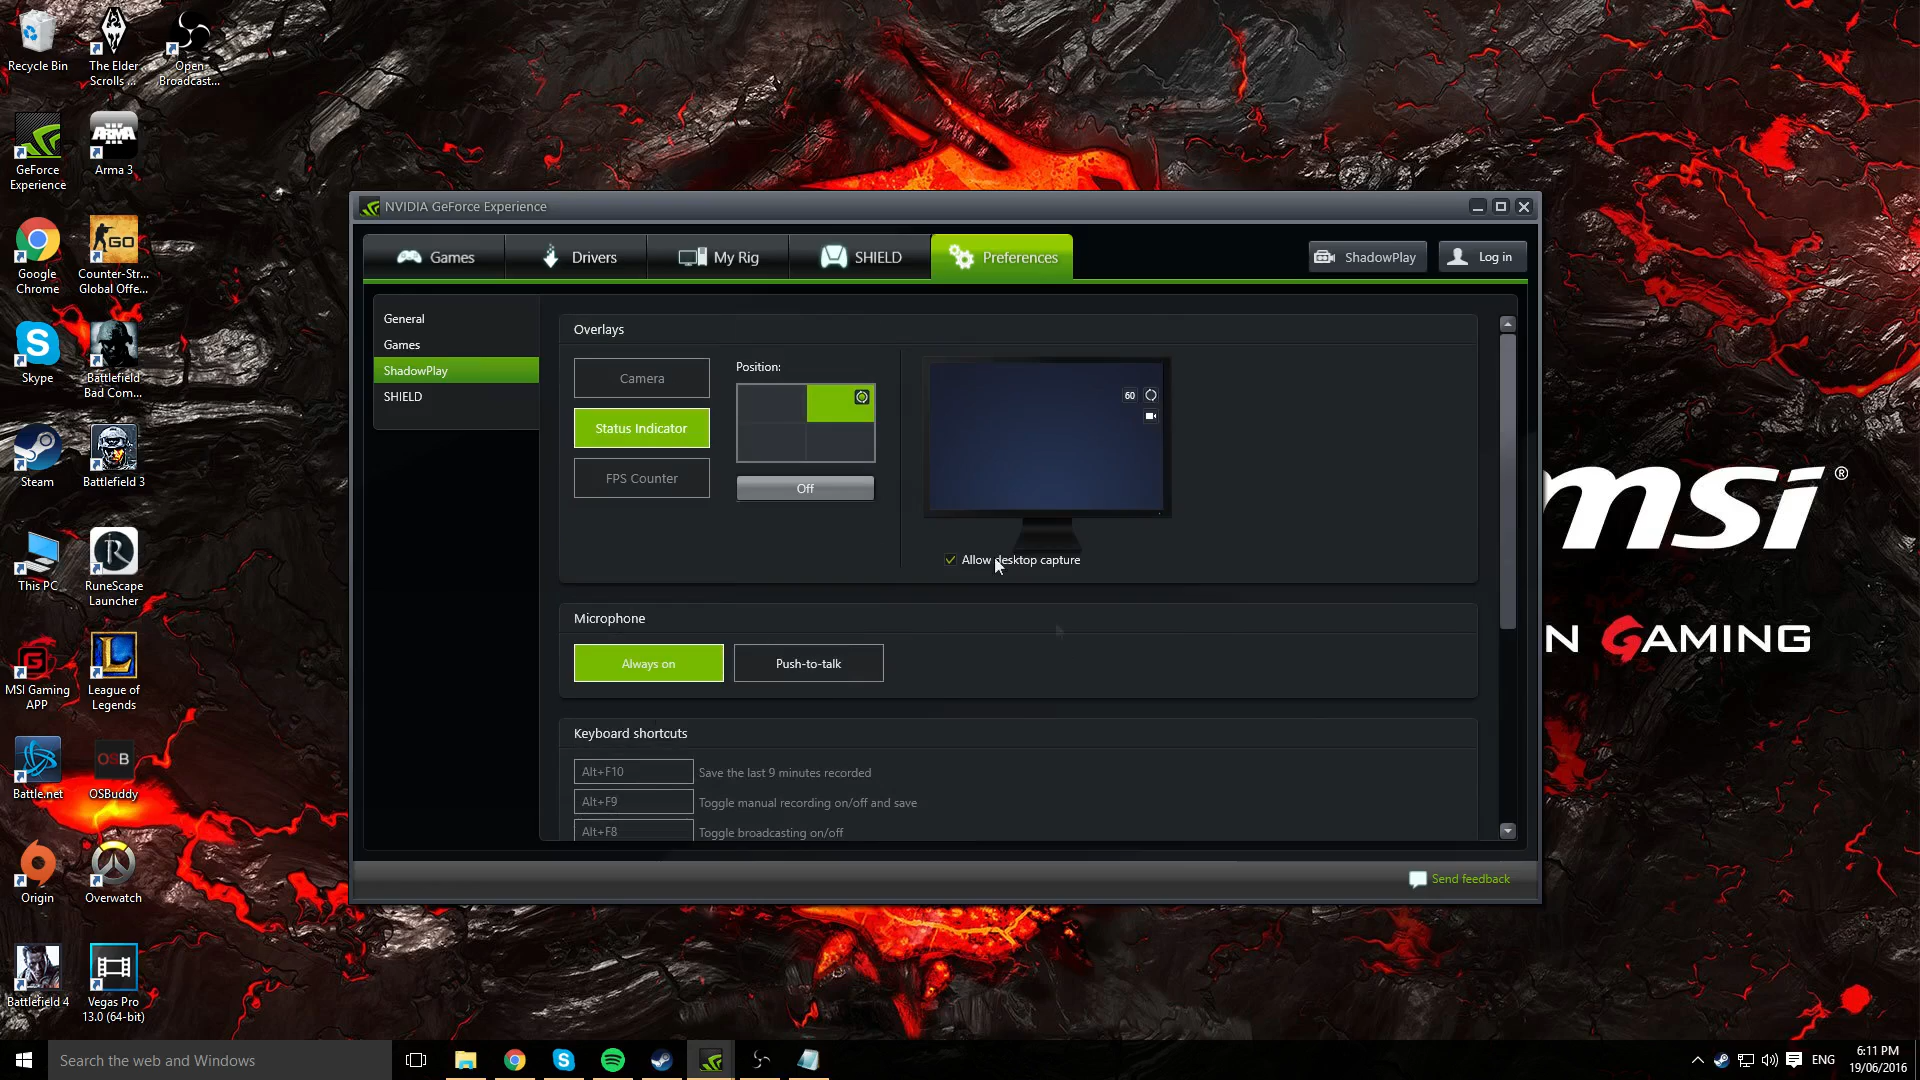 Recycle Bin
The Elder
Scrolls ...
Open
Broadcast...
GeForce
Experience
ARMA
Arma 3
Google
Chrome
GO
Counter-Str...
Global Offe...
Skype
Battlefield
Bad Com...
Steam
Battlefield 3
This PC
RuneScape
Launcher
MSI Gaming
APP
League of
Legends
Battle.net
OSB
OSBuddy
Origin
Overwatch
Battlefield 4
Vegas Pro
13.0 (64-bit)
NVIDIA GeForce Experience
Games
Drivers
My Rig
SHIELD
Preferences
ShadowPlay
Log in
General
Games
ShadowPlay
SHIELD
Overlays
Camera
Status Indicator
FPS Counter
Position:
Off
60
Allow desktop capture
Microphone
Always on
Push-to-talk
Keyboard shortcuts
Alt+F10 Save the last 9 minutes recorded
Alt+F9 Toggle manual recording on/off and save
Alt+F8 Toggle broadcasting on/off
Send feedback
msi ®
N GAMING
Search the web and Windows
ENG
6:11 PM
19/06/2016